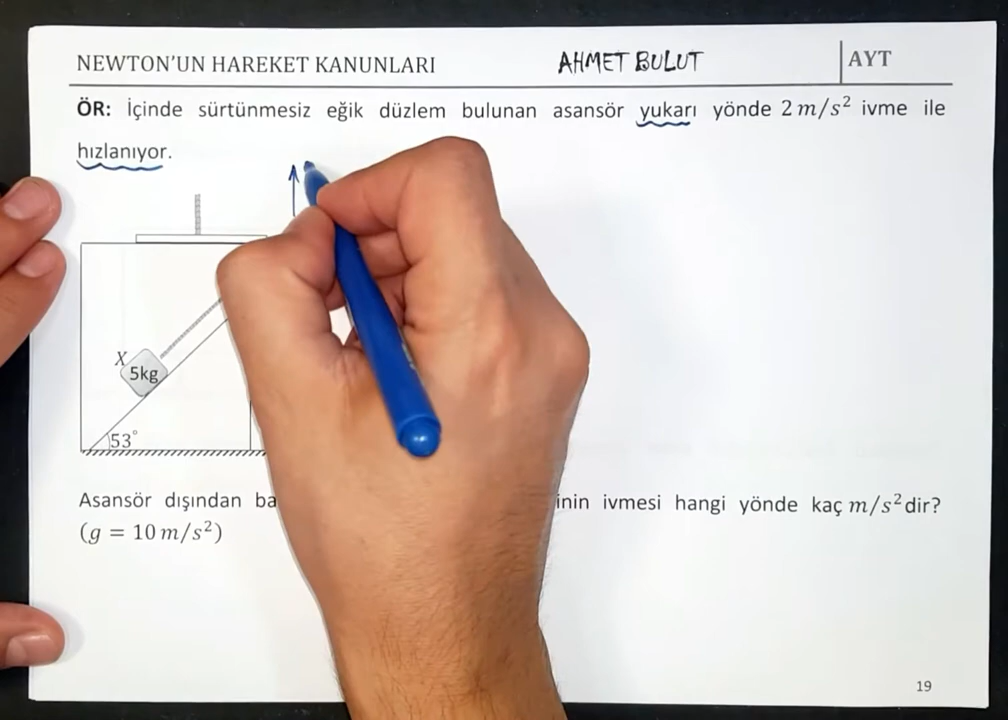 NEWTON'UN HAREKET KANUNLARI AHMET BULUT AYT
ÖR: İçinde sürtünmesiz eğik düzlem bulunan asansör yukarı yönde 2 m/s² ivme ile
hızlanıyor.
X
5kg
53°
Asansör dışından inin ivmesi hangi yönde kaç m/s² dir?
(g = 10 m/s²)
19